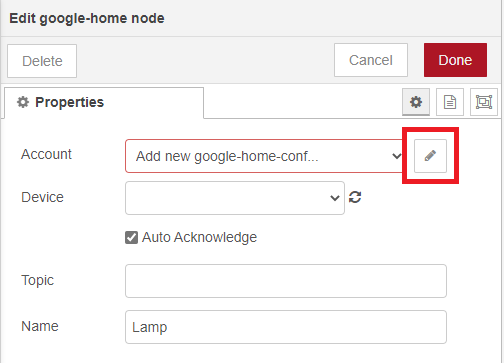 Edit google-home node
Delete
Cancel
Done
Properties
Account
Add new google-home-conf...
Device
Auto Acknowledge
Topic
Name
Lamp